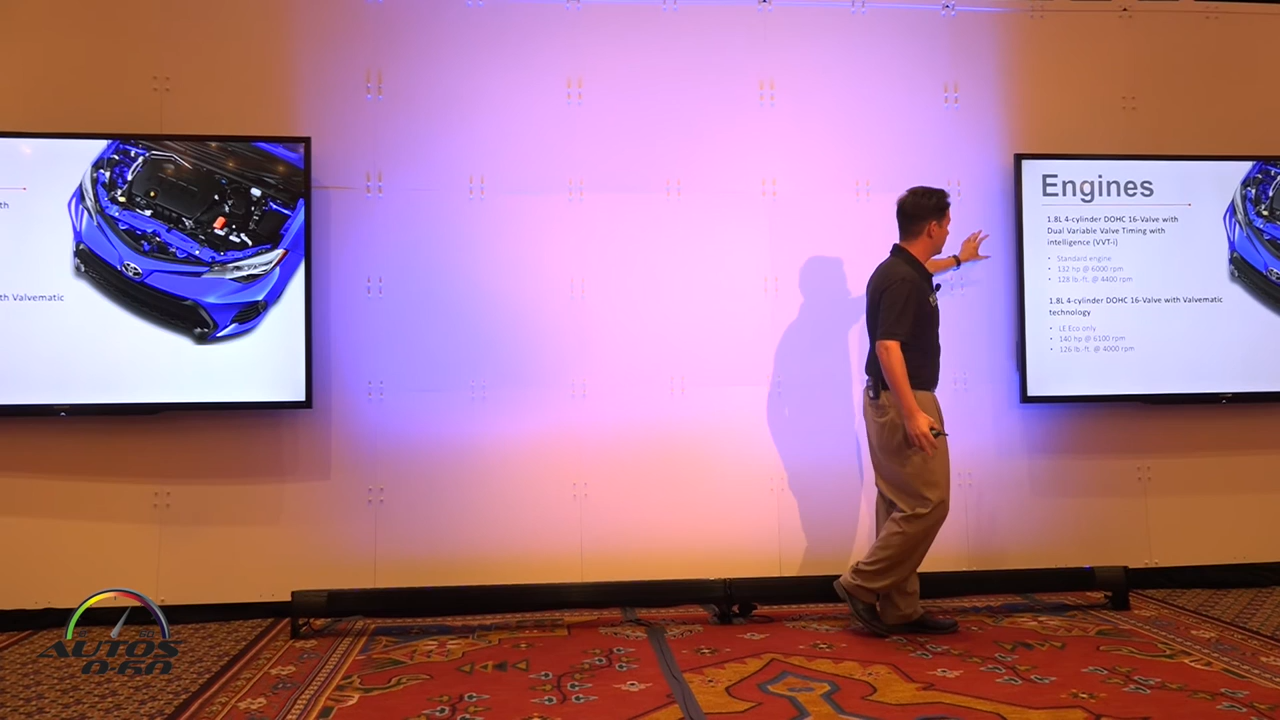 th
th Valvematic
Engines
1.8L 4-cylinder DOHC 16-Valve with
Dual Variable Valve Timing with
intelligence (VVT-i)
• Standard engine
• 132 hp @ 6000 rpm
• 128 lb.-ft. @ 4400 rpm
1.8L 4-cylinder DOHC 16-Valve with Valvematic
technology
• LE Eco only
• 140 hp @ 6100 rpm
• 126 lb.-ft. @ 4000 rpm
AUTOS
0-60